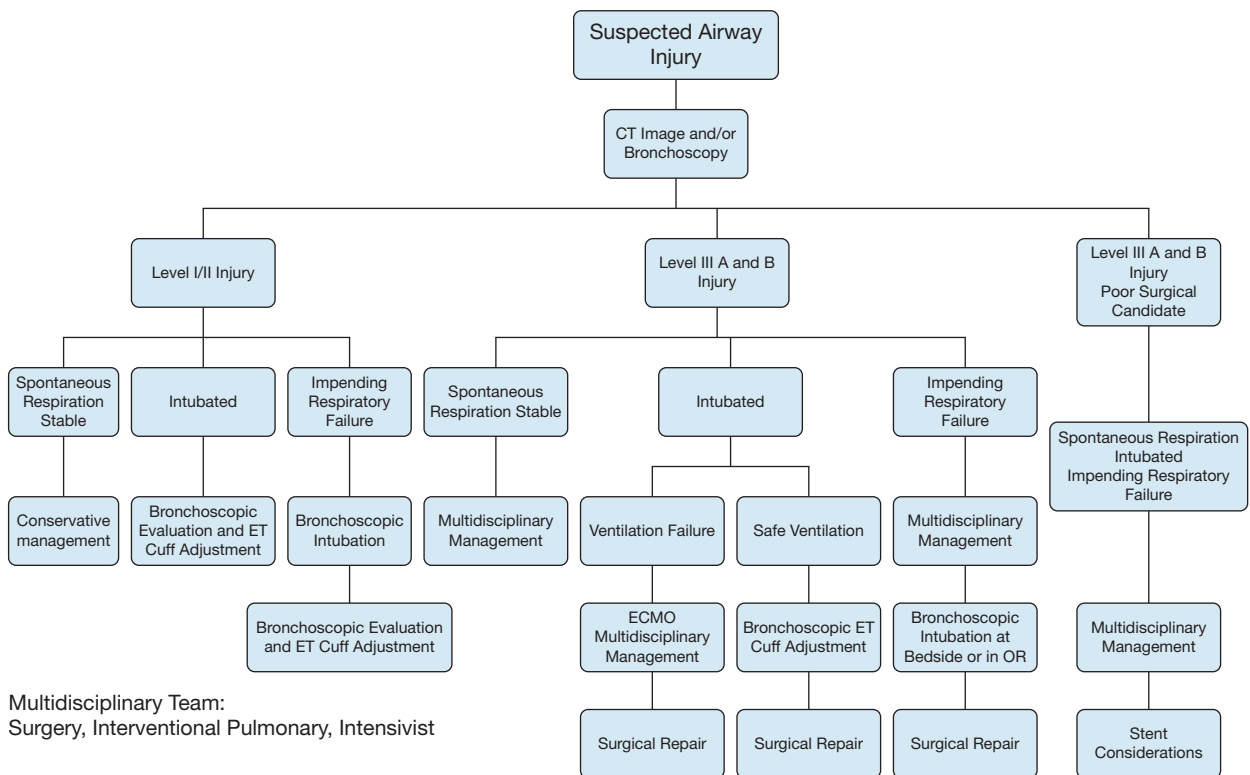 Suspected Airway
Injury
CT Image and/or
Bronchoscopy
Level I/II Injury
Level III A and B
Injury
Level III A and B
Injury
Poor Surgical
Candidate
Spontaneous
Respiration
Stable
Intubated
Impending
Respiratory
Failure
Spontaneous
Respiration Stable
Intubated
Impending
Respiratory
Failure
Spontaneous Respiration
Intubated
Impending Respiratory
Failure
Conservative
management
Bronchoscopic
Evaluation and ET
Cuff Adjustment
Bronchoscopic
Intubation
Multidisciplinary
Management
Ventilation Failure
Safe Ventilation
Multidisciplinary
Management
Bronchoscopic Evaluation
and ET Cuff Adjustment
ECMO
Multidisciplinary
Management
Bronchoscopic ET
Cuff Adjustment
Bronchoscopic
Intubation at
Bedside or in OR
Multidisciplinary
Management
Multidisciplinary Team:
Surgery, Interventional Pulmonary, Intensivist
Surgical Repair
Surgical Repair
Surgical Repair
Stent
Considerations